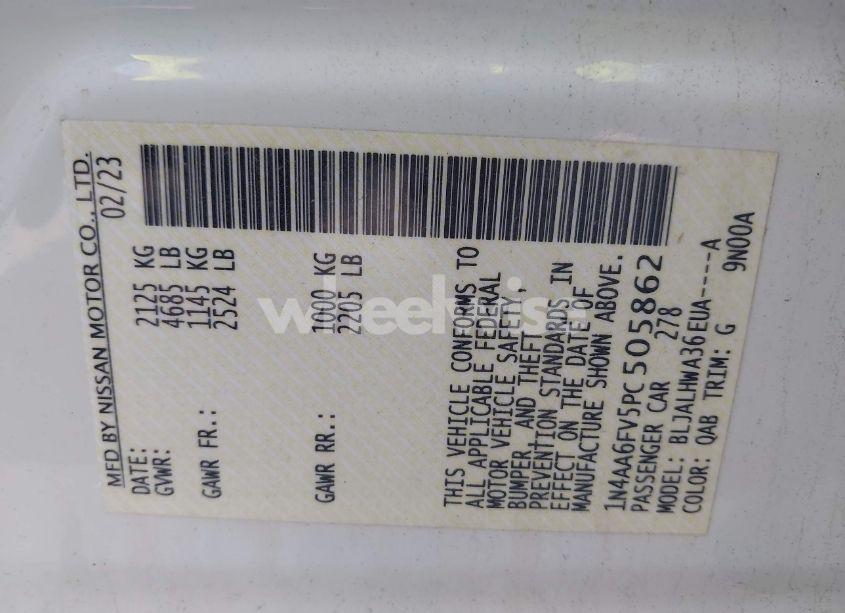 MFD BY NISSAN MOTOR CO., LTD.
DATE: 02/23
GVWR: 2125 KG
4685 LB
GAWR FR.: 1145 KG
2524 LB
GAWR RR.: 1000 KG
2205 LB
THIS VEHICLE CONFORMS TO
ALL APPLICABLE FEDERAL
MOTOR VEHICLE SAFETY,
BUMPER, AND THEFT
PREVENTION STANDARDS IN
EFFECT ON THE DATE OF
MANUFACTURE SHOWN ABOVE.
1N4AA6FV5PC505862
PASSENGER CAR 278
MODEL: BLJALHWA36EUA----A
COLOR: QAB TRIM: G 9N00A